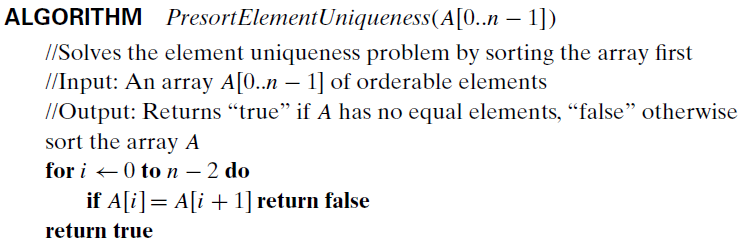 ALGORITHM PresortElementUniqueness(A[0..n − 1])
//Solves the element uniqueness problem by sorting the array first
//Input: An array A[0..n − 1] of orderable elements
//Output: Returns “true” if A has no equal elements, “false” otherwise
sort the array A
for i ← 0 to n − 2 do
if A[i] = A[i + 1] return false
return true